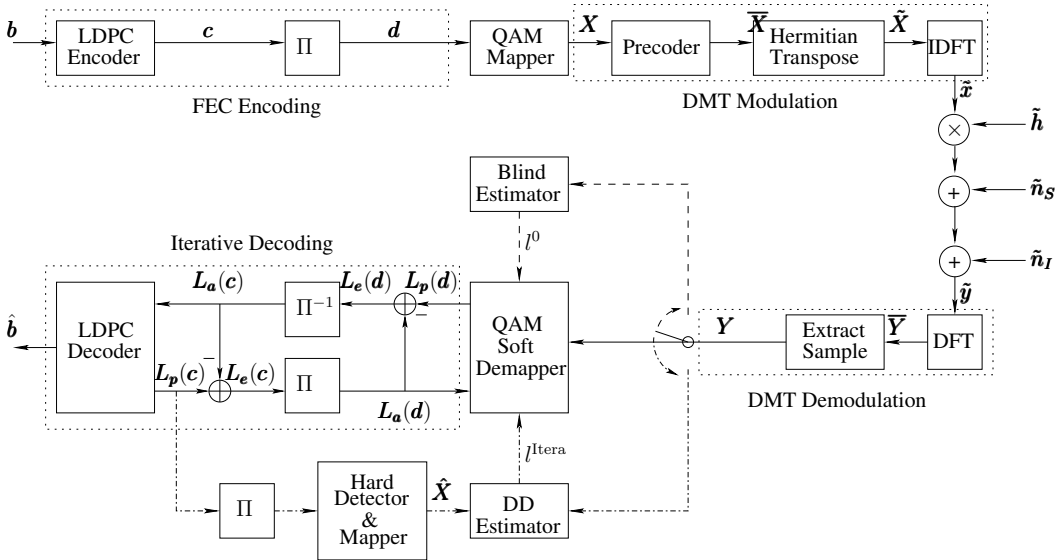 b
LDPC
Encoder
c
Π
d
QAM
Mapper
X
Precoder
X̅
Hermitian
Transpose
X̃
IDFT
FEC Encoding
DMT Modulation
x̃
×
h̃
+
ñ_S
+
ñ_I
ỹ
Blind
Estimator
l⁰
Iterative Decoding
L_a(c)
L_e(d)
L_p(d)
Π⁻¹
−
b̂
LDPC
Decoder
QAM
Soft
Demapper
Y
Extract
Sample
Y̅
DFT
L_p(c)
−
L_e(c)
Π
L_a(d)
DMT Demodulation
l^Itera
Π
Hard
Detector
&
Mapper
X̂
DD
Estimator